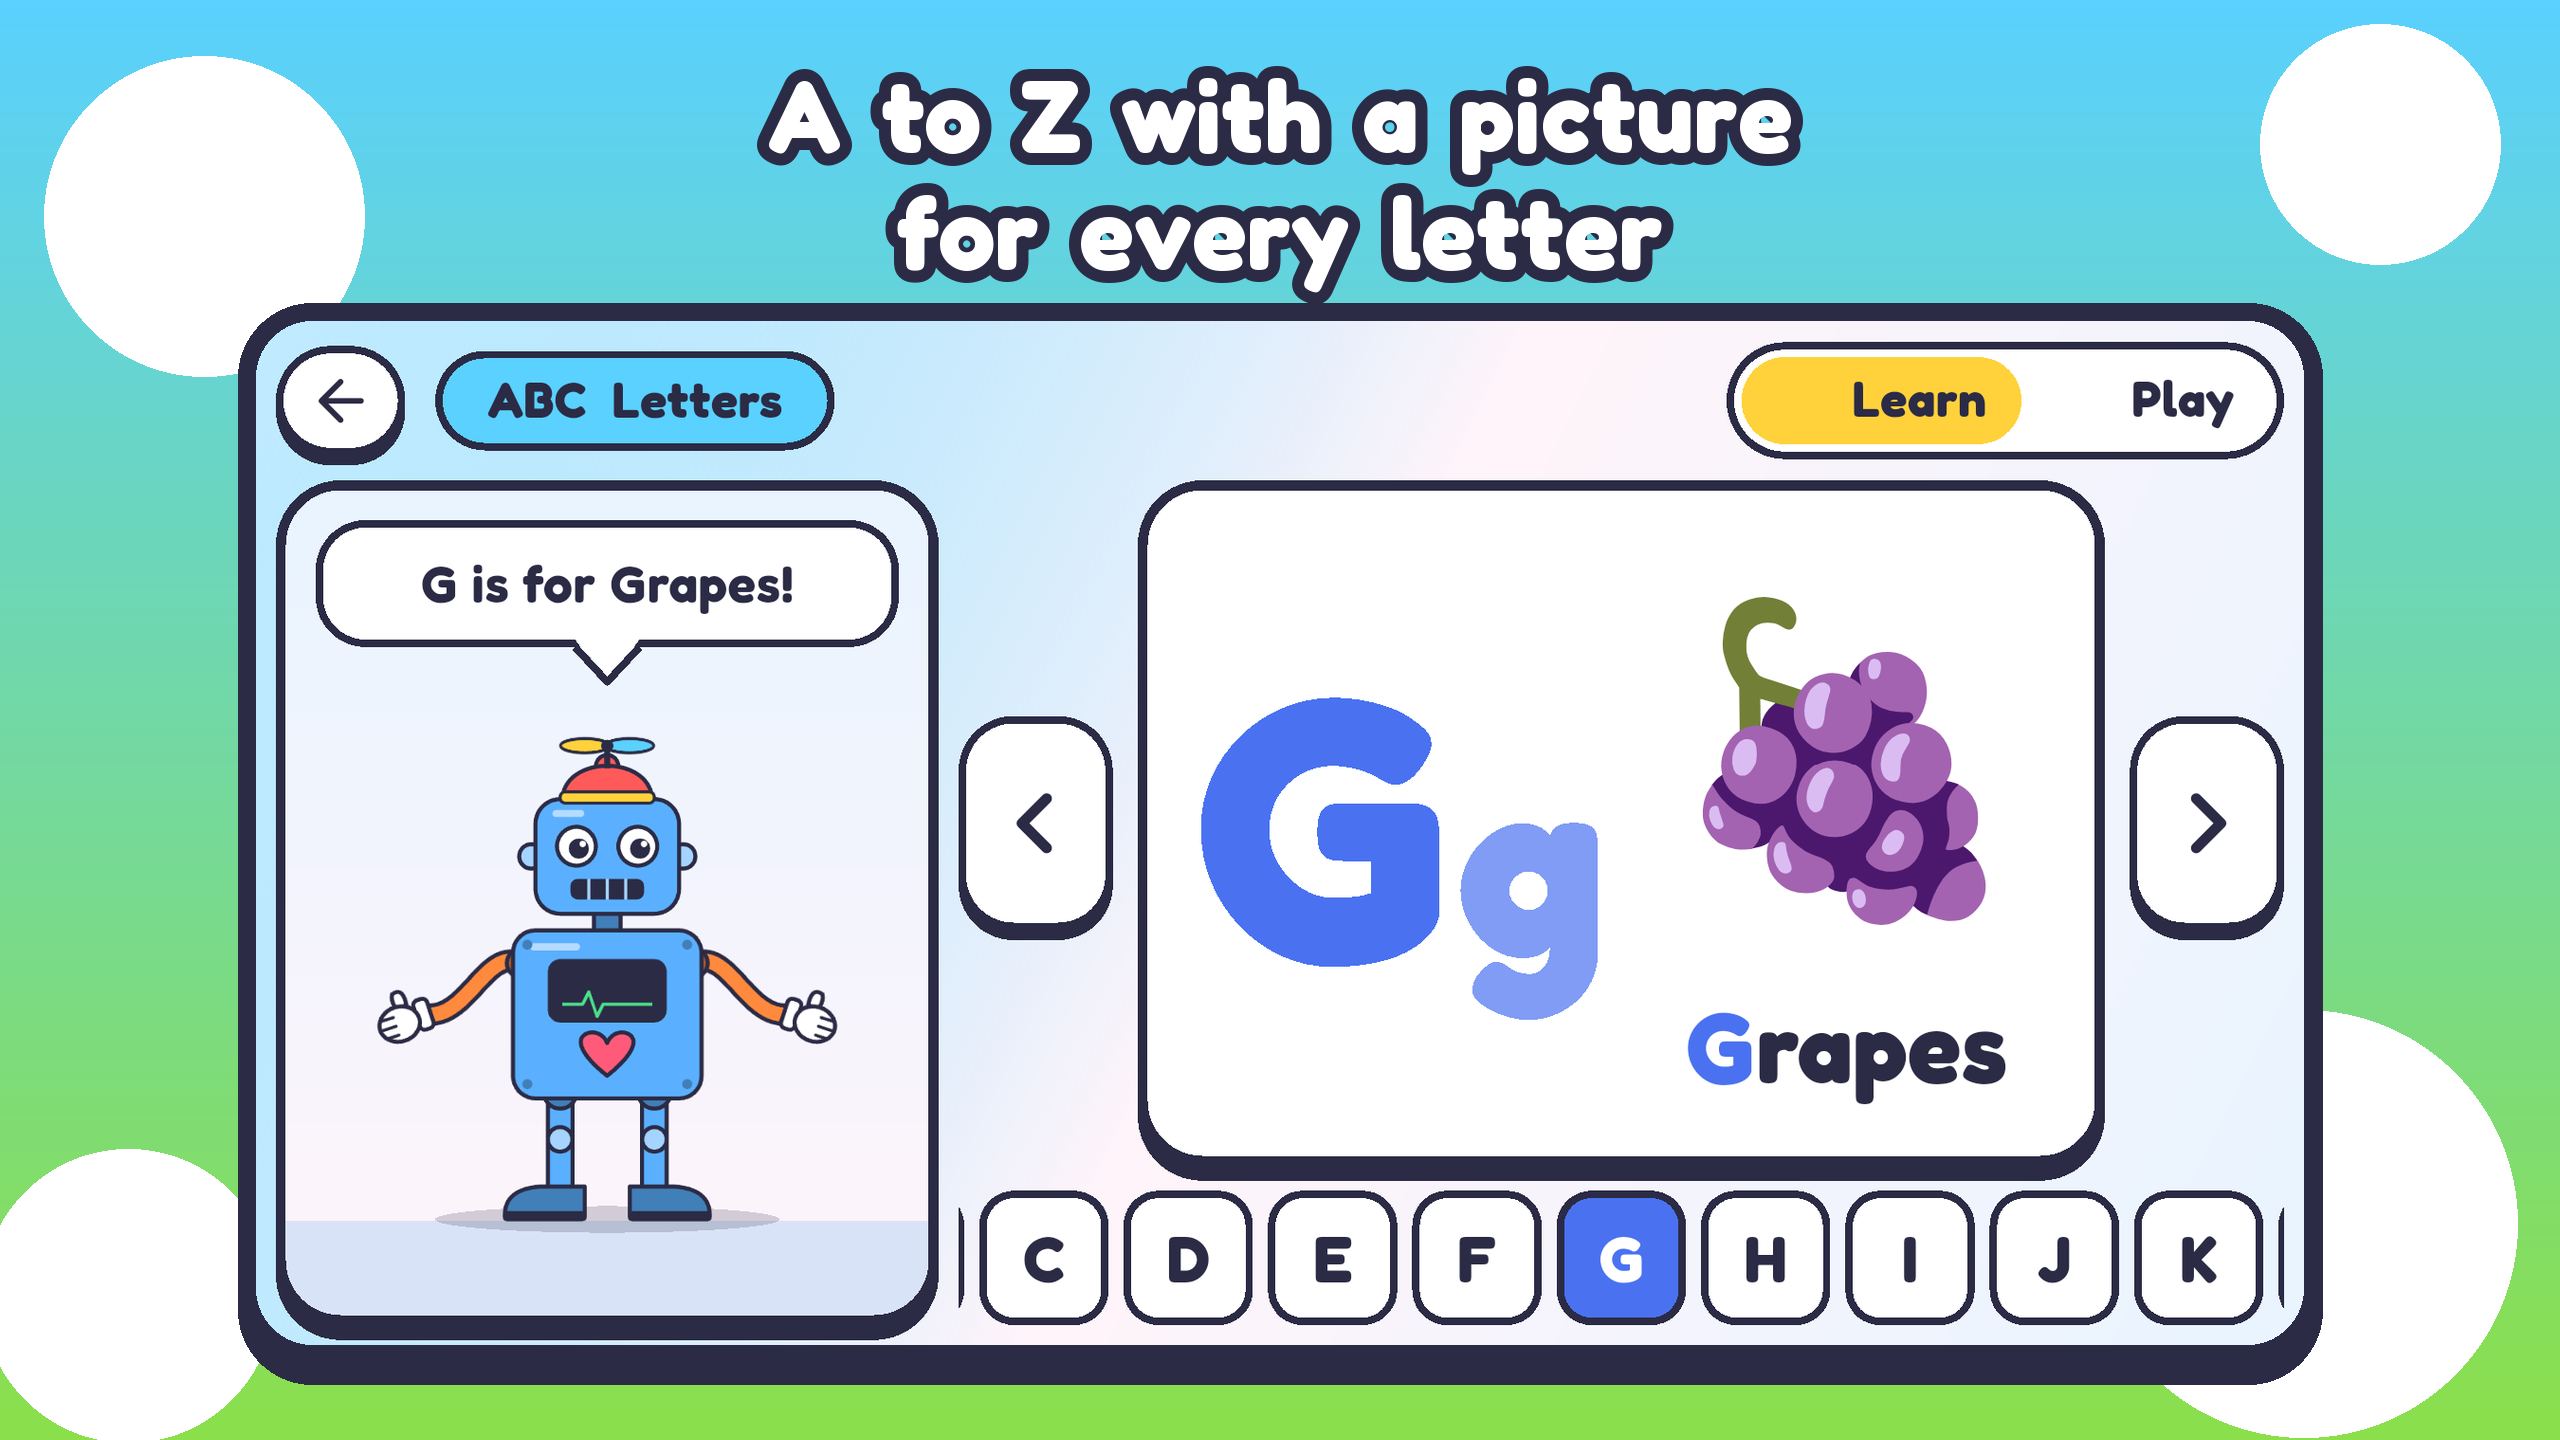 A to Z with a picture
for every letter
ABC Letters
Learn
Play
G is for Grapes!
Gg
Grapes
C D E F G H I J K